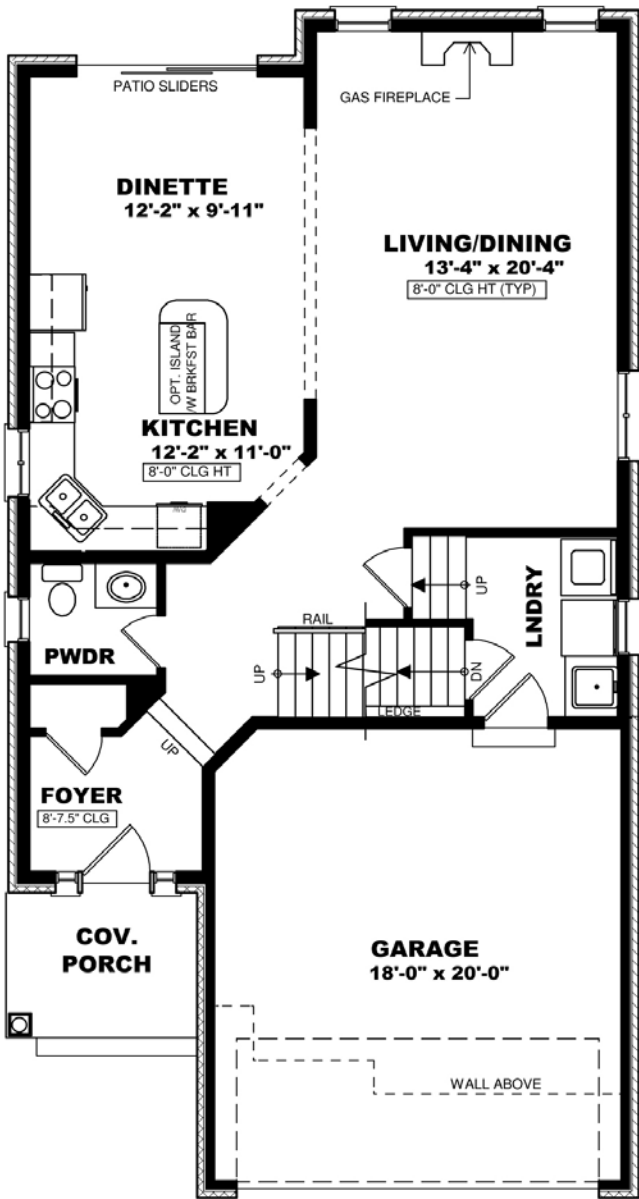 PATIO SLIDERS
GAS FIREPLACE
DINETTE
12'-2" x 9'-11"
LIVING/DINING
13'-4" x 20'-4"
8'-0" CLG HT (TYP)
OPT. ISLAND
/W BRKFST BAR
KITCHEN
12'-2" x 11'-0"
8'-0" CLG HT
UP
LNDRY
RAIL
PWDR
UP
DN
LEDGE
UP
FOYER
8'-7.5" CLG
COV.
PORCH
GARAGE
18'-0" x 20'-0"
WALL ABOVE